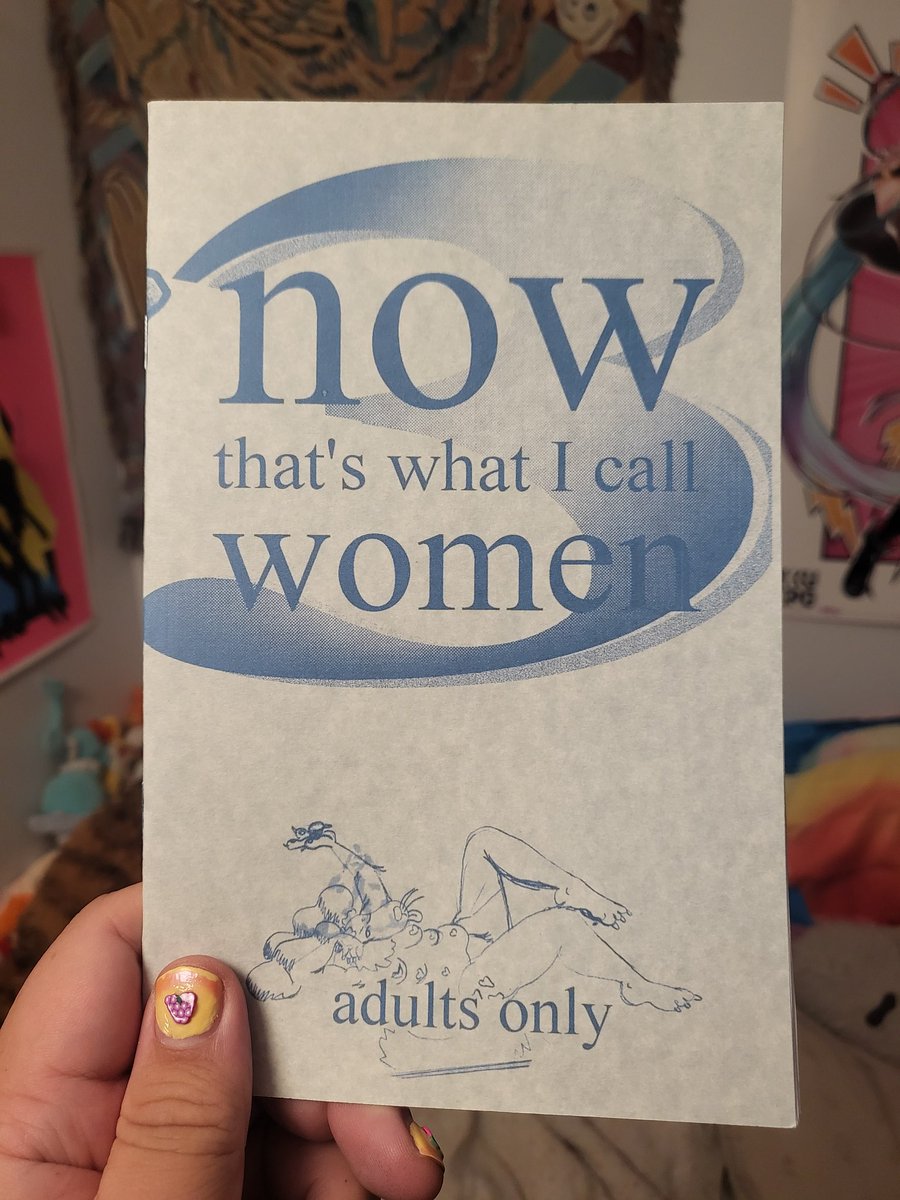 now
that's what I call
women
adults only